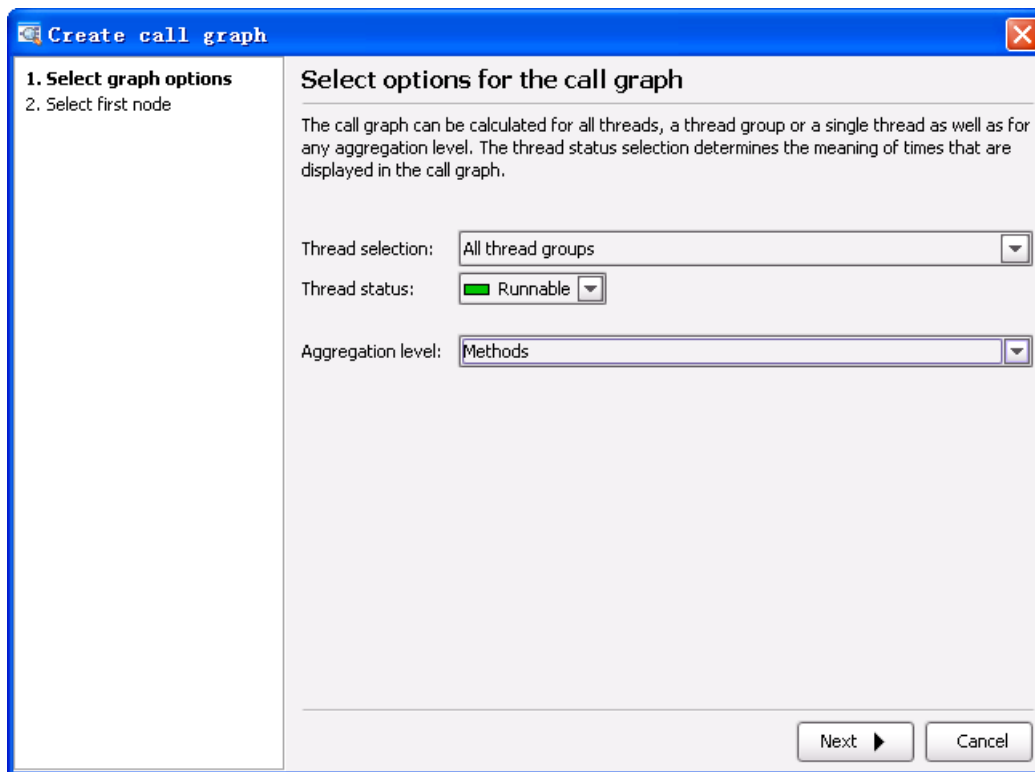 Create call graph
1. Select graph options
2. Select first node
Select options for the call graph
The call graph can be calculated for all threads, a thread group or a single thread as well as for
any aggregation level. The thread status selection determines the meaning of times that are
displayed in the call graph.
Thread selection: All thread groups
Thread status: Runnable
Aggregation level: Methods
Next Cancel